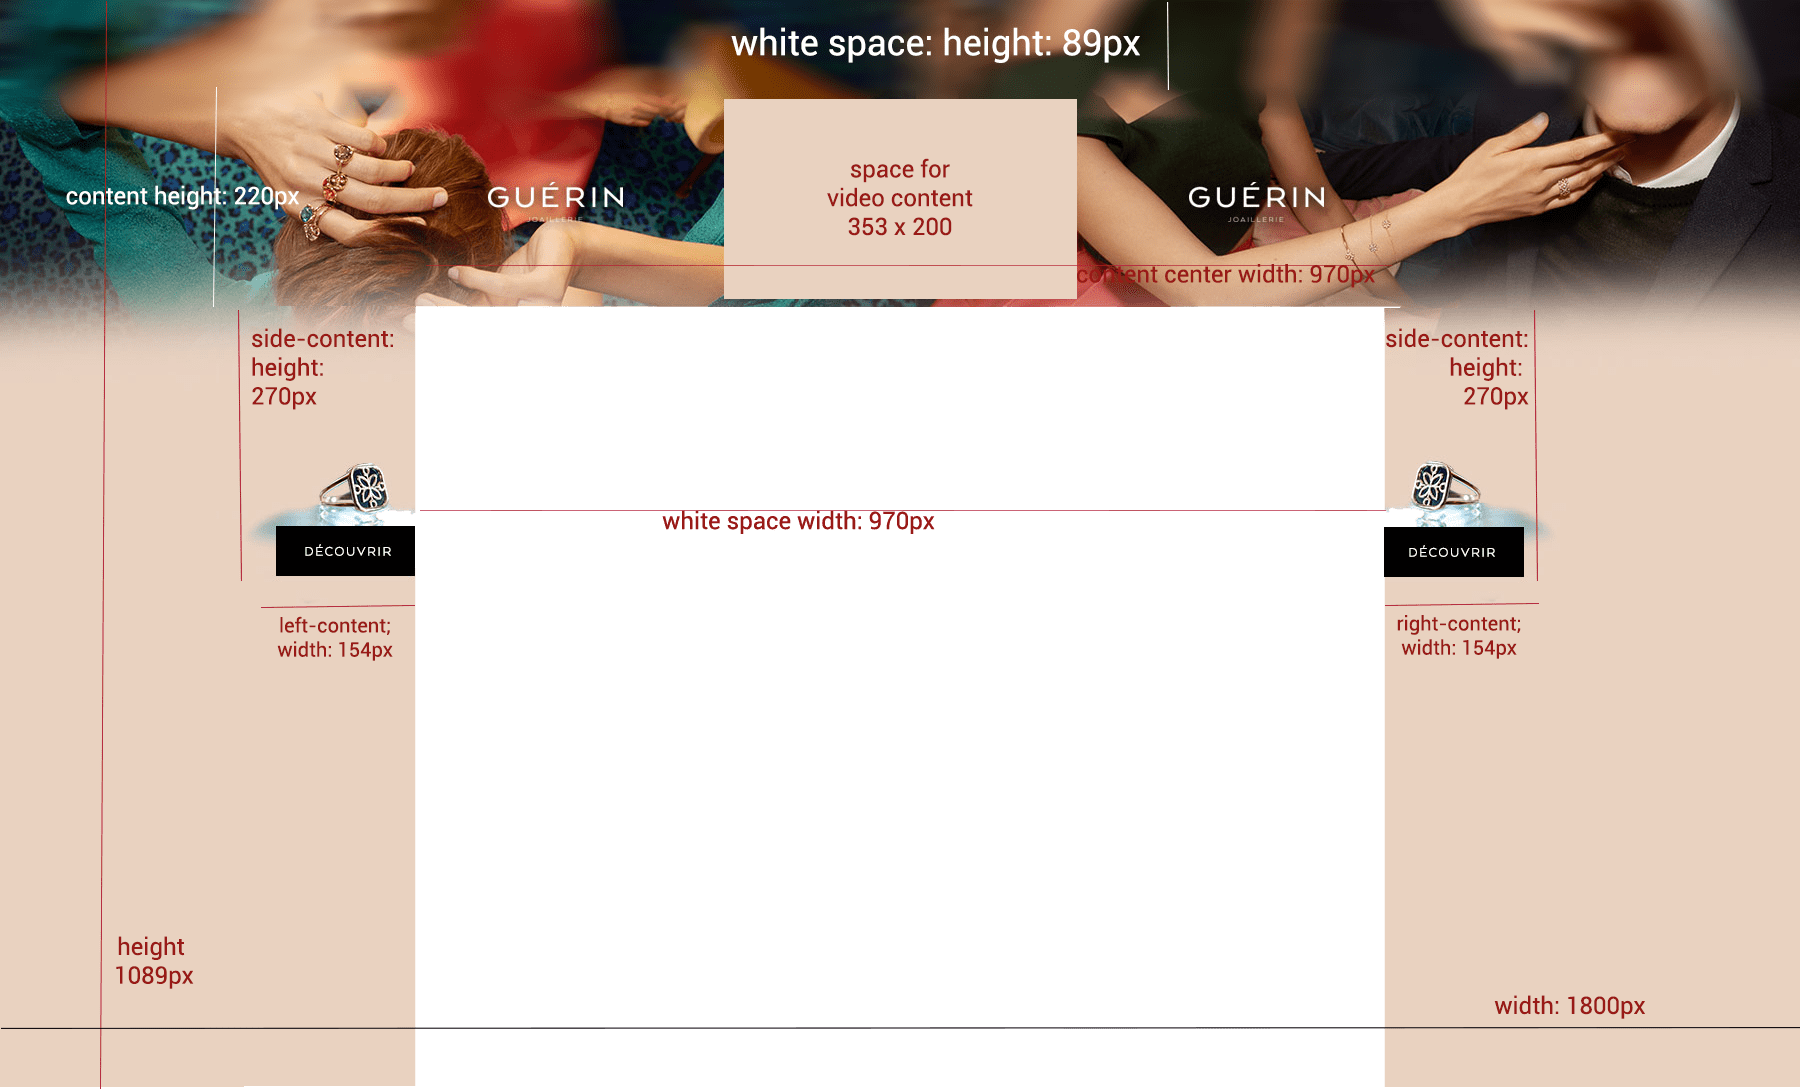 white space: height: 89px
content height: 220px
GUÉRIN
JOAILLERIE
space for
video content
353 x 200
GUÉRIN
JOAILLERIE
content center width: 970px
side-content:
height:
270px
side-content:
height:
270px
white space width: 970px
DÉCOUVRIR
DÉCOUVRIR
left-content;
width: 154px
right-content;
width: 154px
height
1089px
width: 1800px